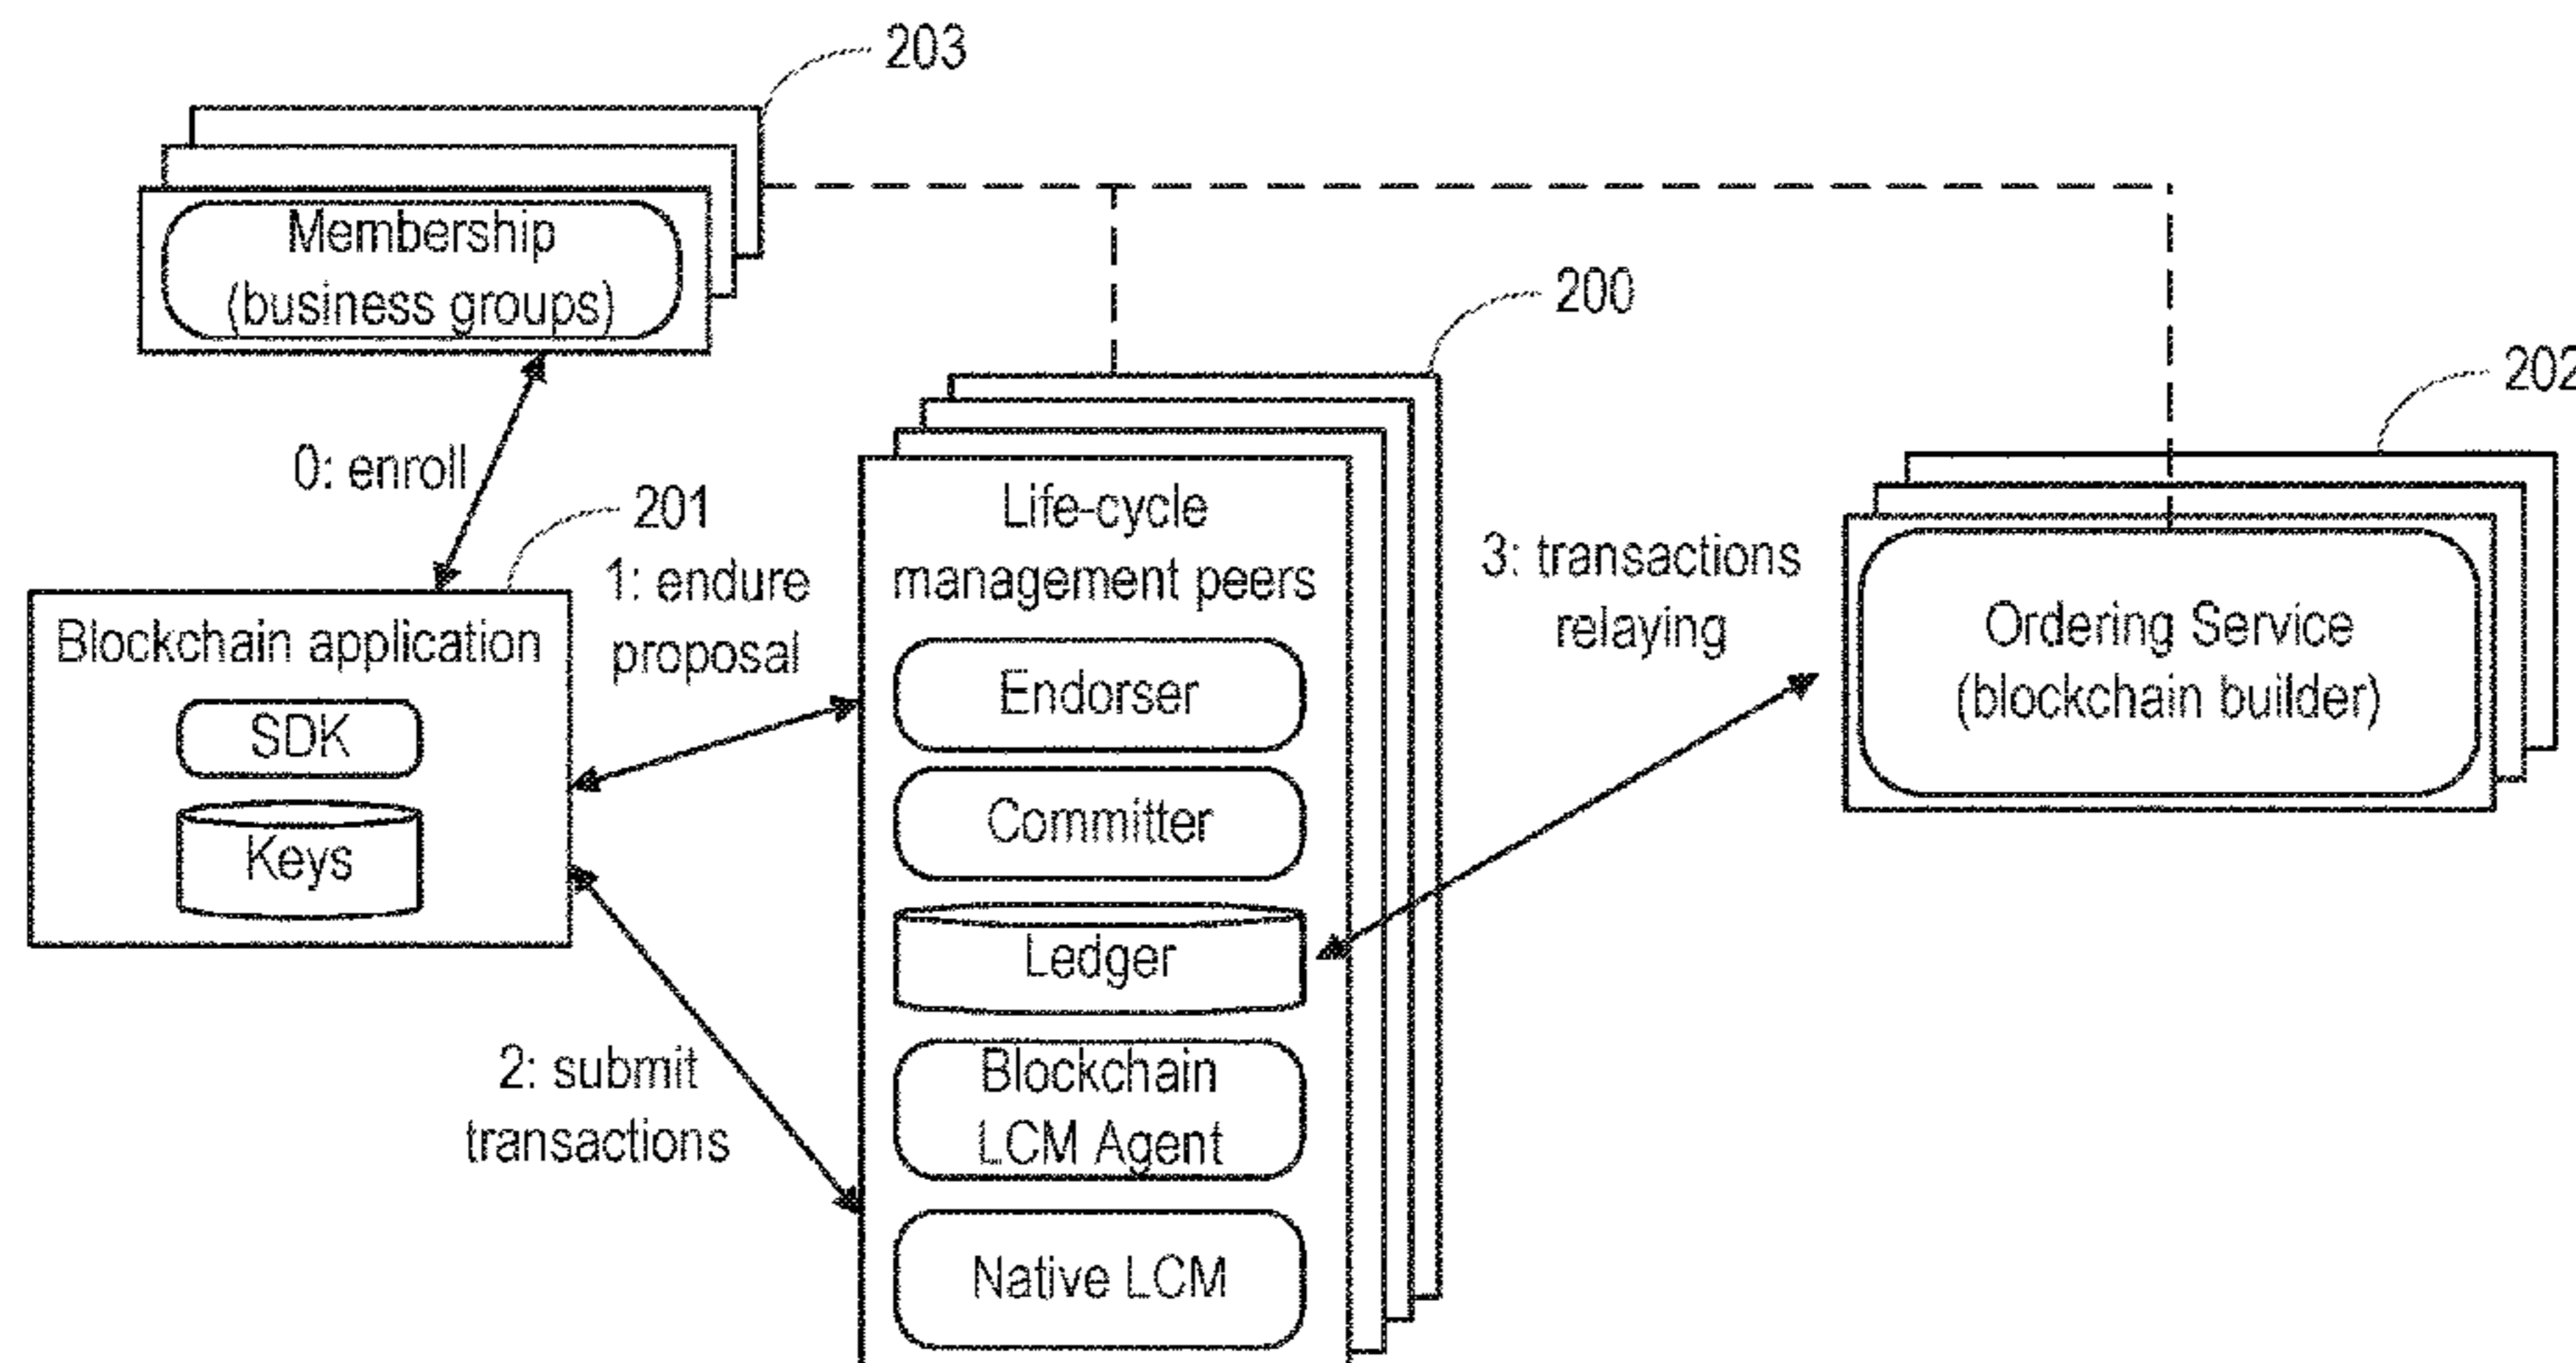 203
Membership
(business groups)
200
202
0: enroll
201
Blockchain application
SDK
Keys
1: endure
proposal
2: submit
transactions
Life-cycle
management peers
Endorser
Committer
Ledger
Blockchain
LCM Agent
Native LCM
3: transactions
relaying
Ordering Service
(blockchain builder)